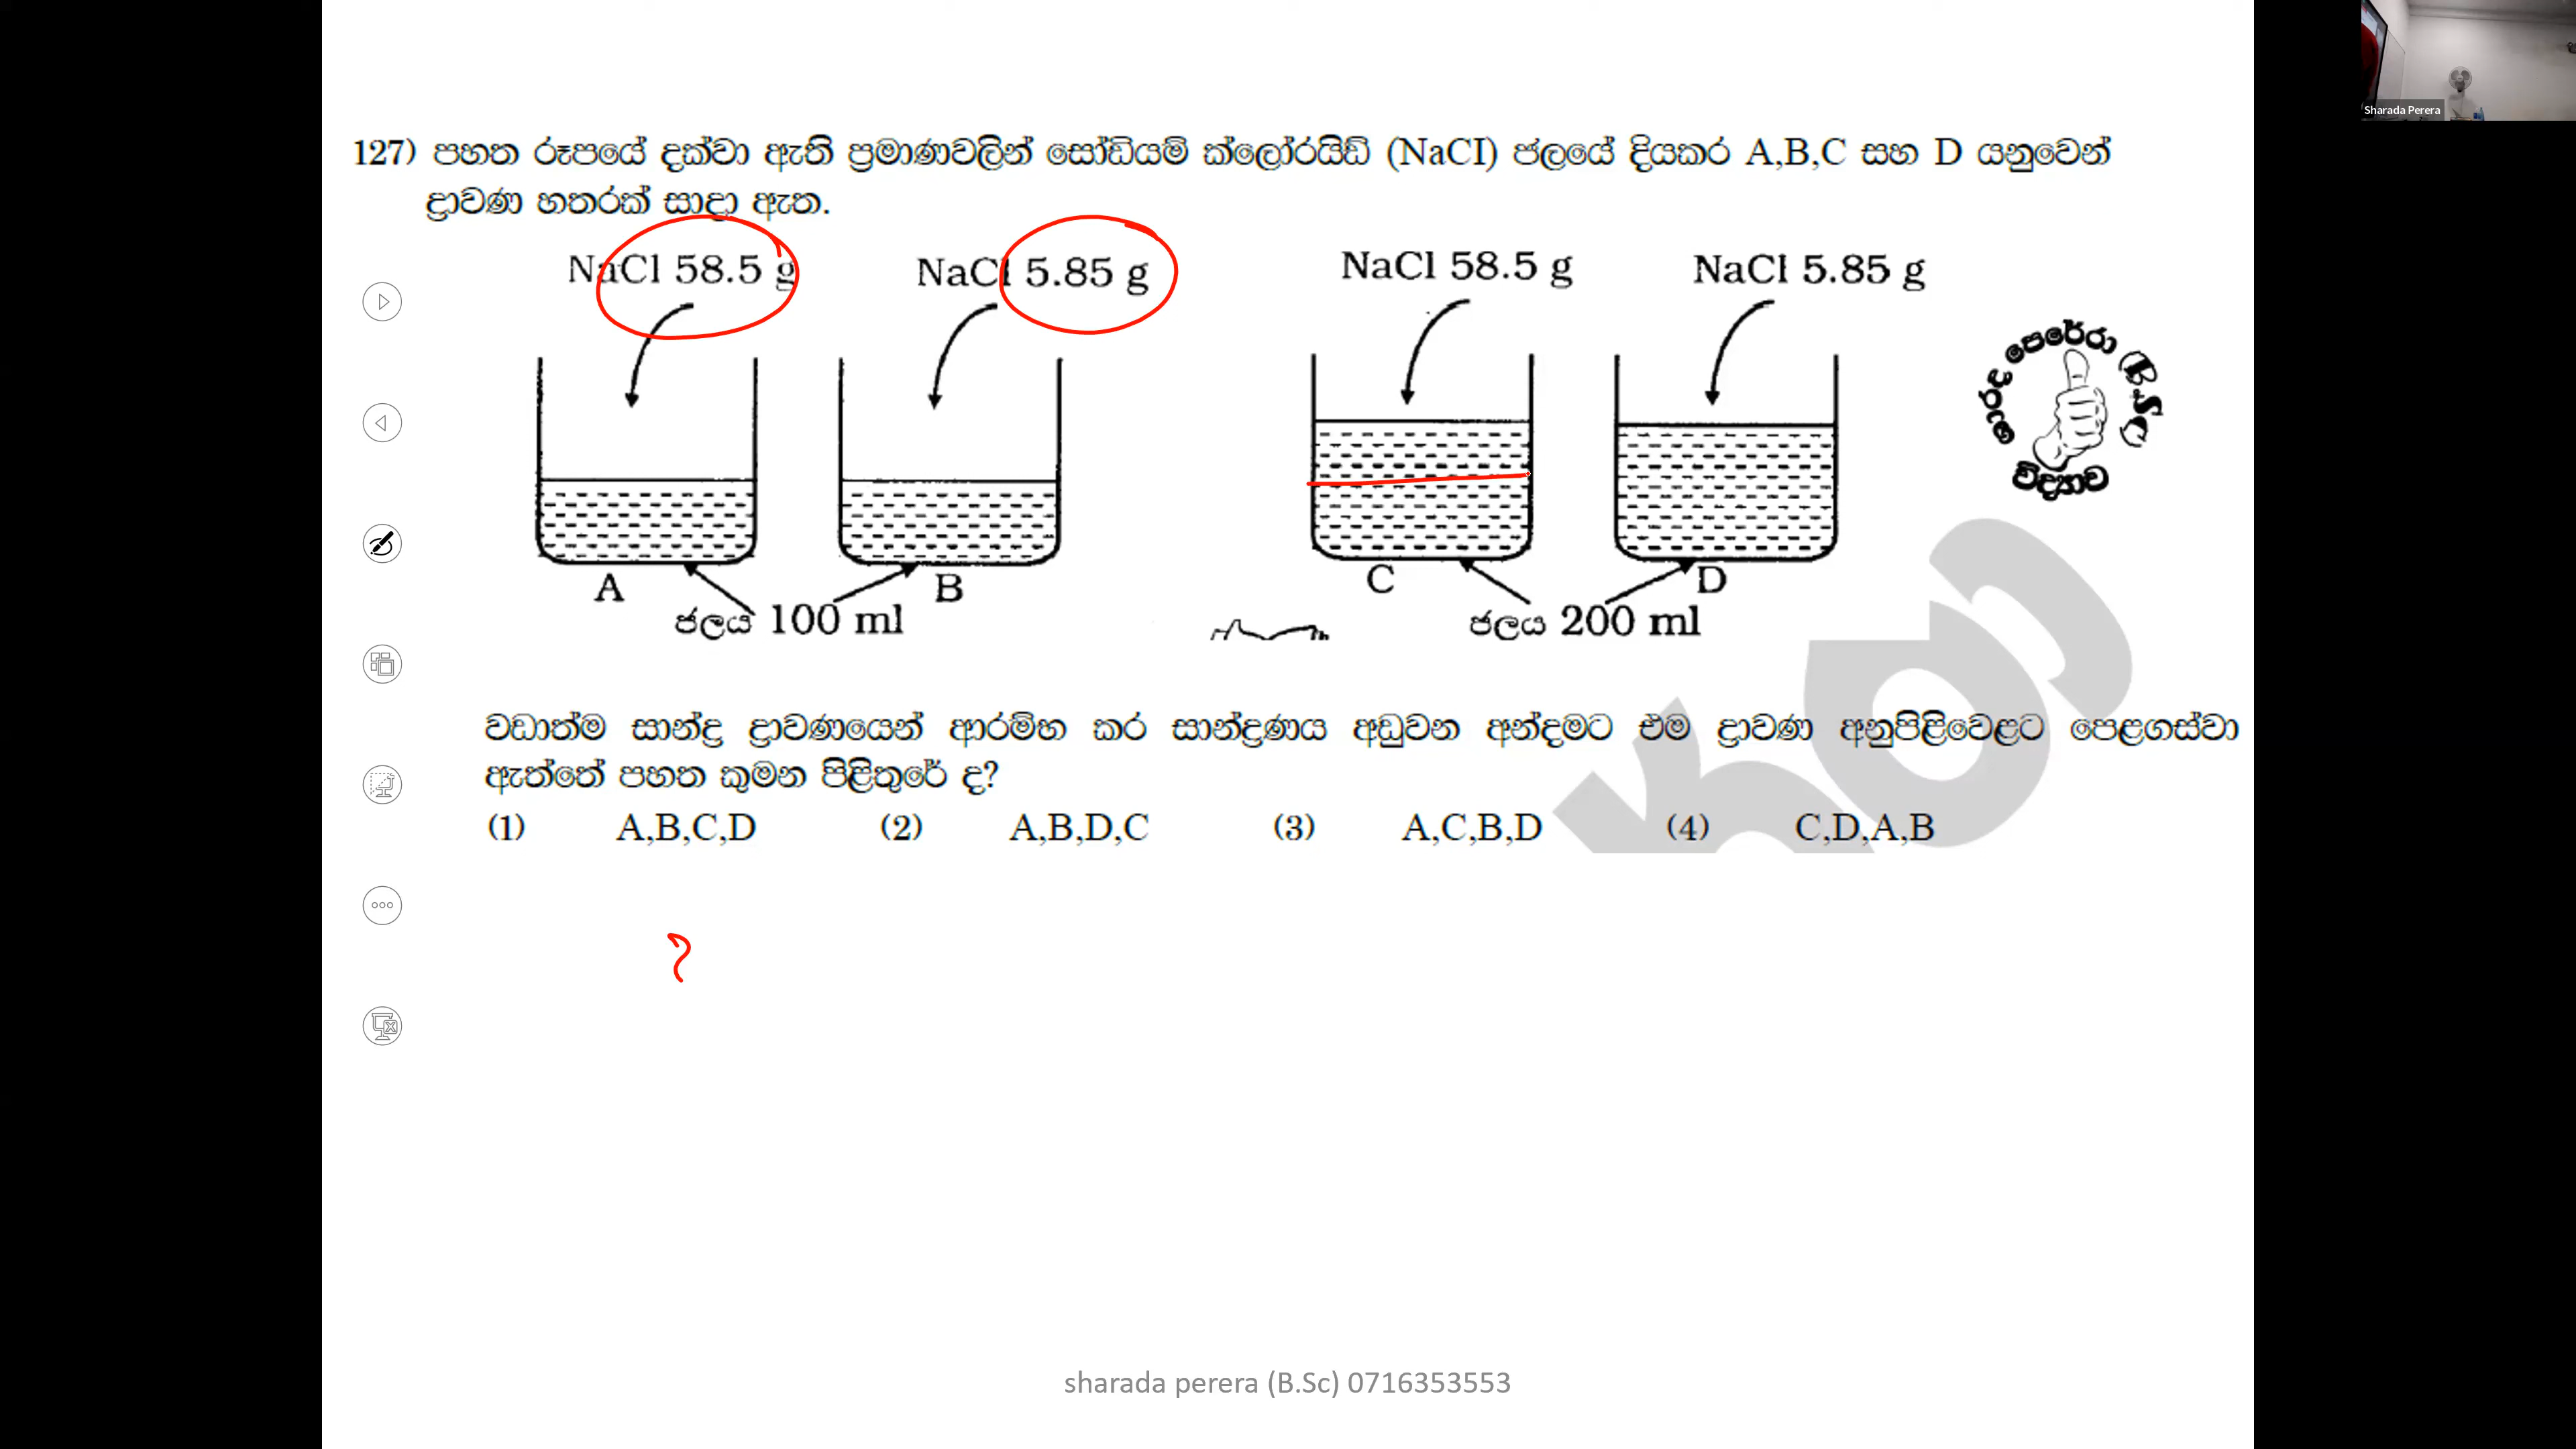 Sharada Perera
127) පහත රූපයේ දක්වා ඇති ප්‍රමාණවලින් සෝඩියම් ක්ලෝරයිඩ් (NaCI) ජලයේ දියකර A,B,C සහ D යනුවෙන්
ද්‍රාවණ හතරක් සාදා ඇත.
NaCl 58.5 g NaCl 5.85 g NaCl 58.5 g NaCl 5.85 g
පෙරේරා (B.Sc)
විද්‍යාව
A B C D
ජලය 100 ml ජලය 200 ml
වඩාත්ම සාන්ද්‍ර ද්‍රාවණයෙන් ආරම්භ කර සාන්ද්‍රණය අඩුවන අන්දමට එම ද්‍රාවණ අනුපිළිවෙළට පෙළගස්වා
ඇත්තේ පහත කුමන පිළිතුරේ ද?
(1) A,B,C,D (2) A,B,D,C (3) A,C,B,D (4) C,D,A,B
sharada perera (B.Sc) 0716353553